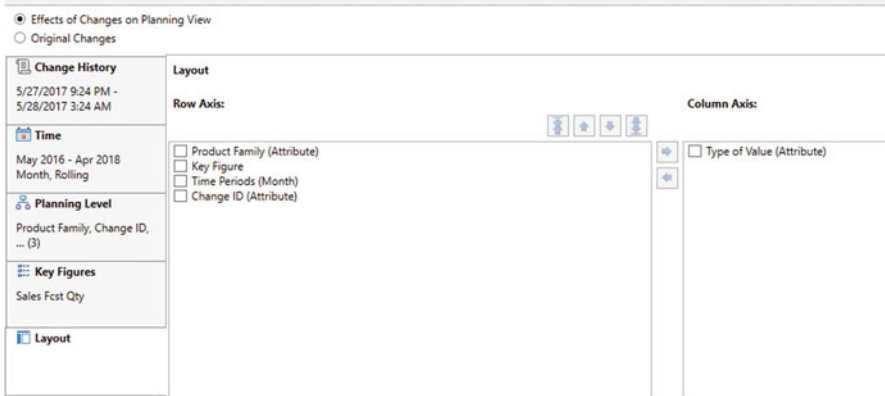 Effects of Changes on Planning View
Original Changes
Change History
5/27/2017 9:24 PM -
5/28/2017 3:24 AM
Time
May 2016 - Apr 2018
Month, Rolling
Planning Level
Product Family, Change ID,
... (3)
Key Figures
Sales Fcst Qty
Layout
Layout
Row Axis:
Column Axis:
Product Family (Attribute)
Key Figure
Time Periods (Month)
Change ID (Attribute)
Type of Value (Attribute)